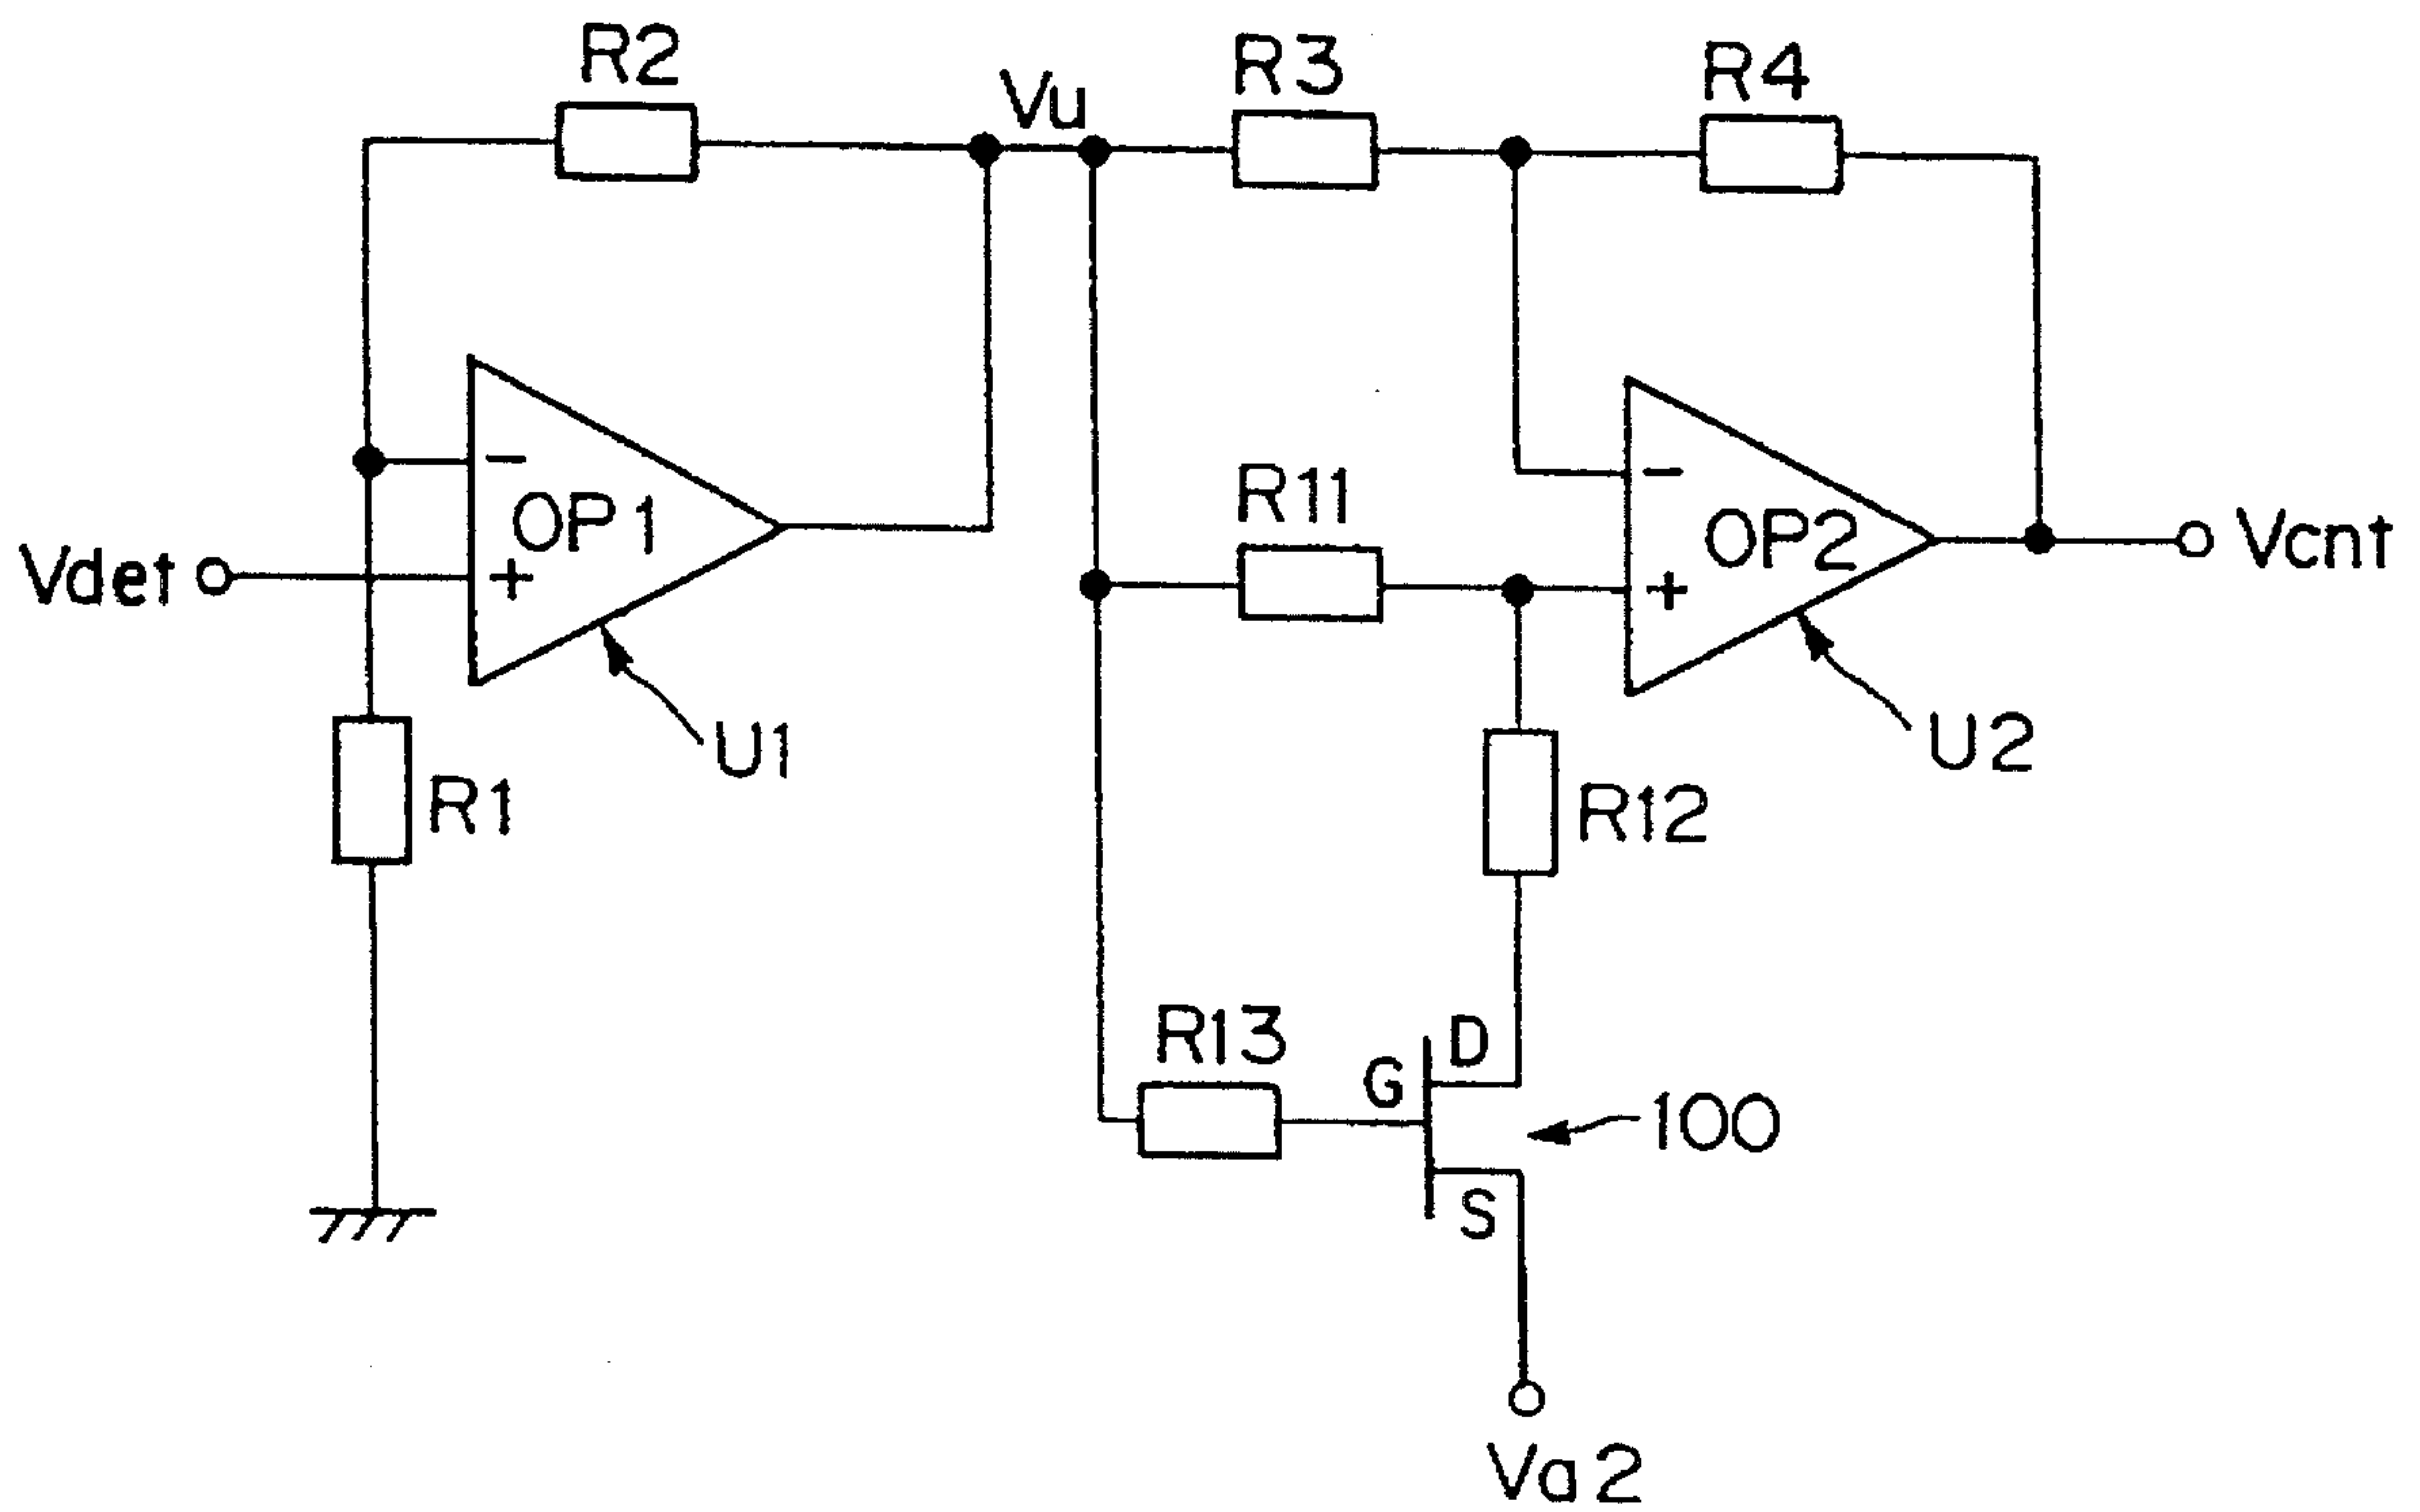 R2
Vu
R3
R4
R11
−
OP1
+
−
OP2
+
Vdet
Vcnt
U1
U2
R1
R12
R13
G
D
100
S
Va2